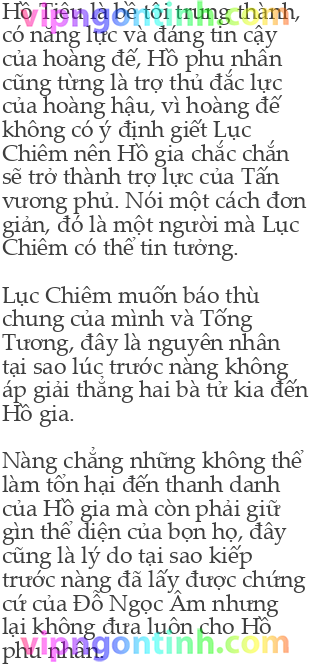 Hồ Tiêu là bề tôi trung thành,
có năng lực và đáng tin cậy
của hoàng đế, Hồ phu nhân
cũng từng là trợ thủ đắc lực
của hoàng hậu, vì hoàng đế
không có ý định giết Lục
Chiêm nên Hồ gia chắc chắn
sẽ trở thành trợ lực của Tấn
vương phủ. Nói một cách đơn
giản, đó là một người mà Lục
Chiêm có thể tin tưởng.

Lục Chiêm muốn báo thù
chung của mình và Tống
Tương, đây là nguyên nhân
tại sao lúc trước nàng không
áp giải thẳng hai bà tử kia đến
Hồ gia.

Nàng chẳng những không thể
làm tổn hại đến thanh danh
của Hồ gia mà còn phải giữ
gìn thể diện của bọn họ, đây
cũng là lý do tại sao kiếp
trước nàng đã lấy được chứng
cứ của Đỗ Ngọc Âm nhưng
lại không đưa luôn cho Hồ
phu nhân.
vipngontinh.com
vipngontinh.com